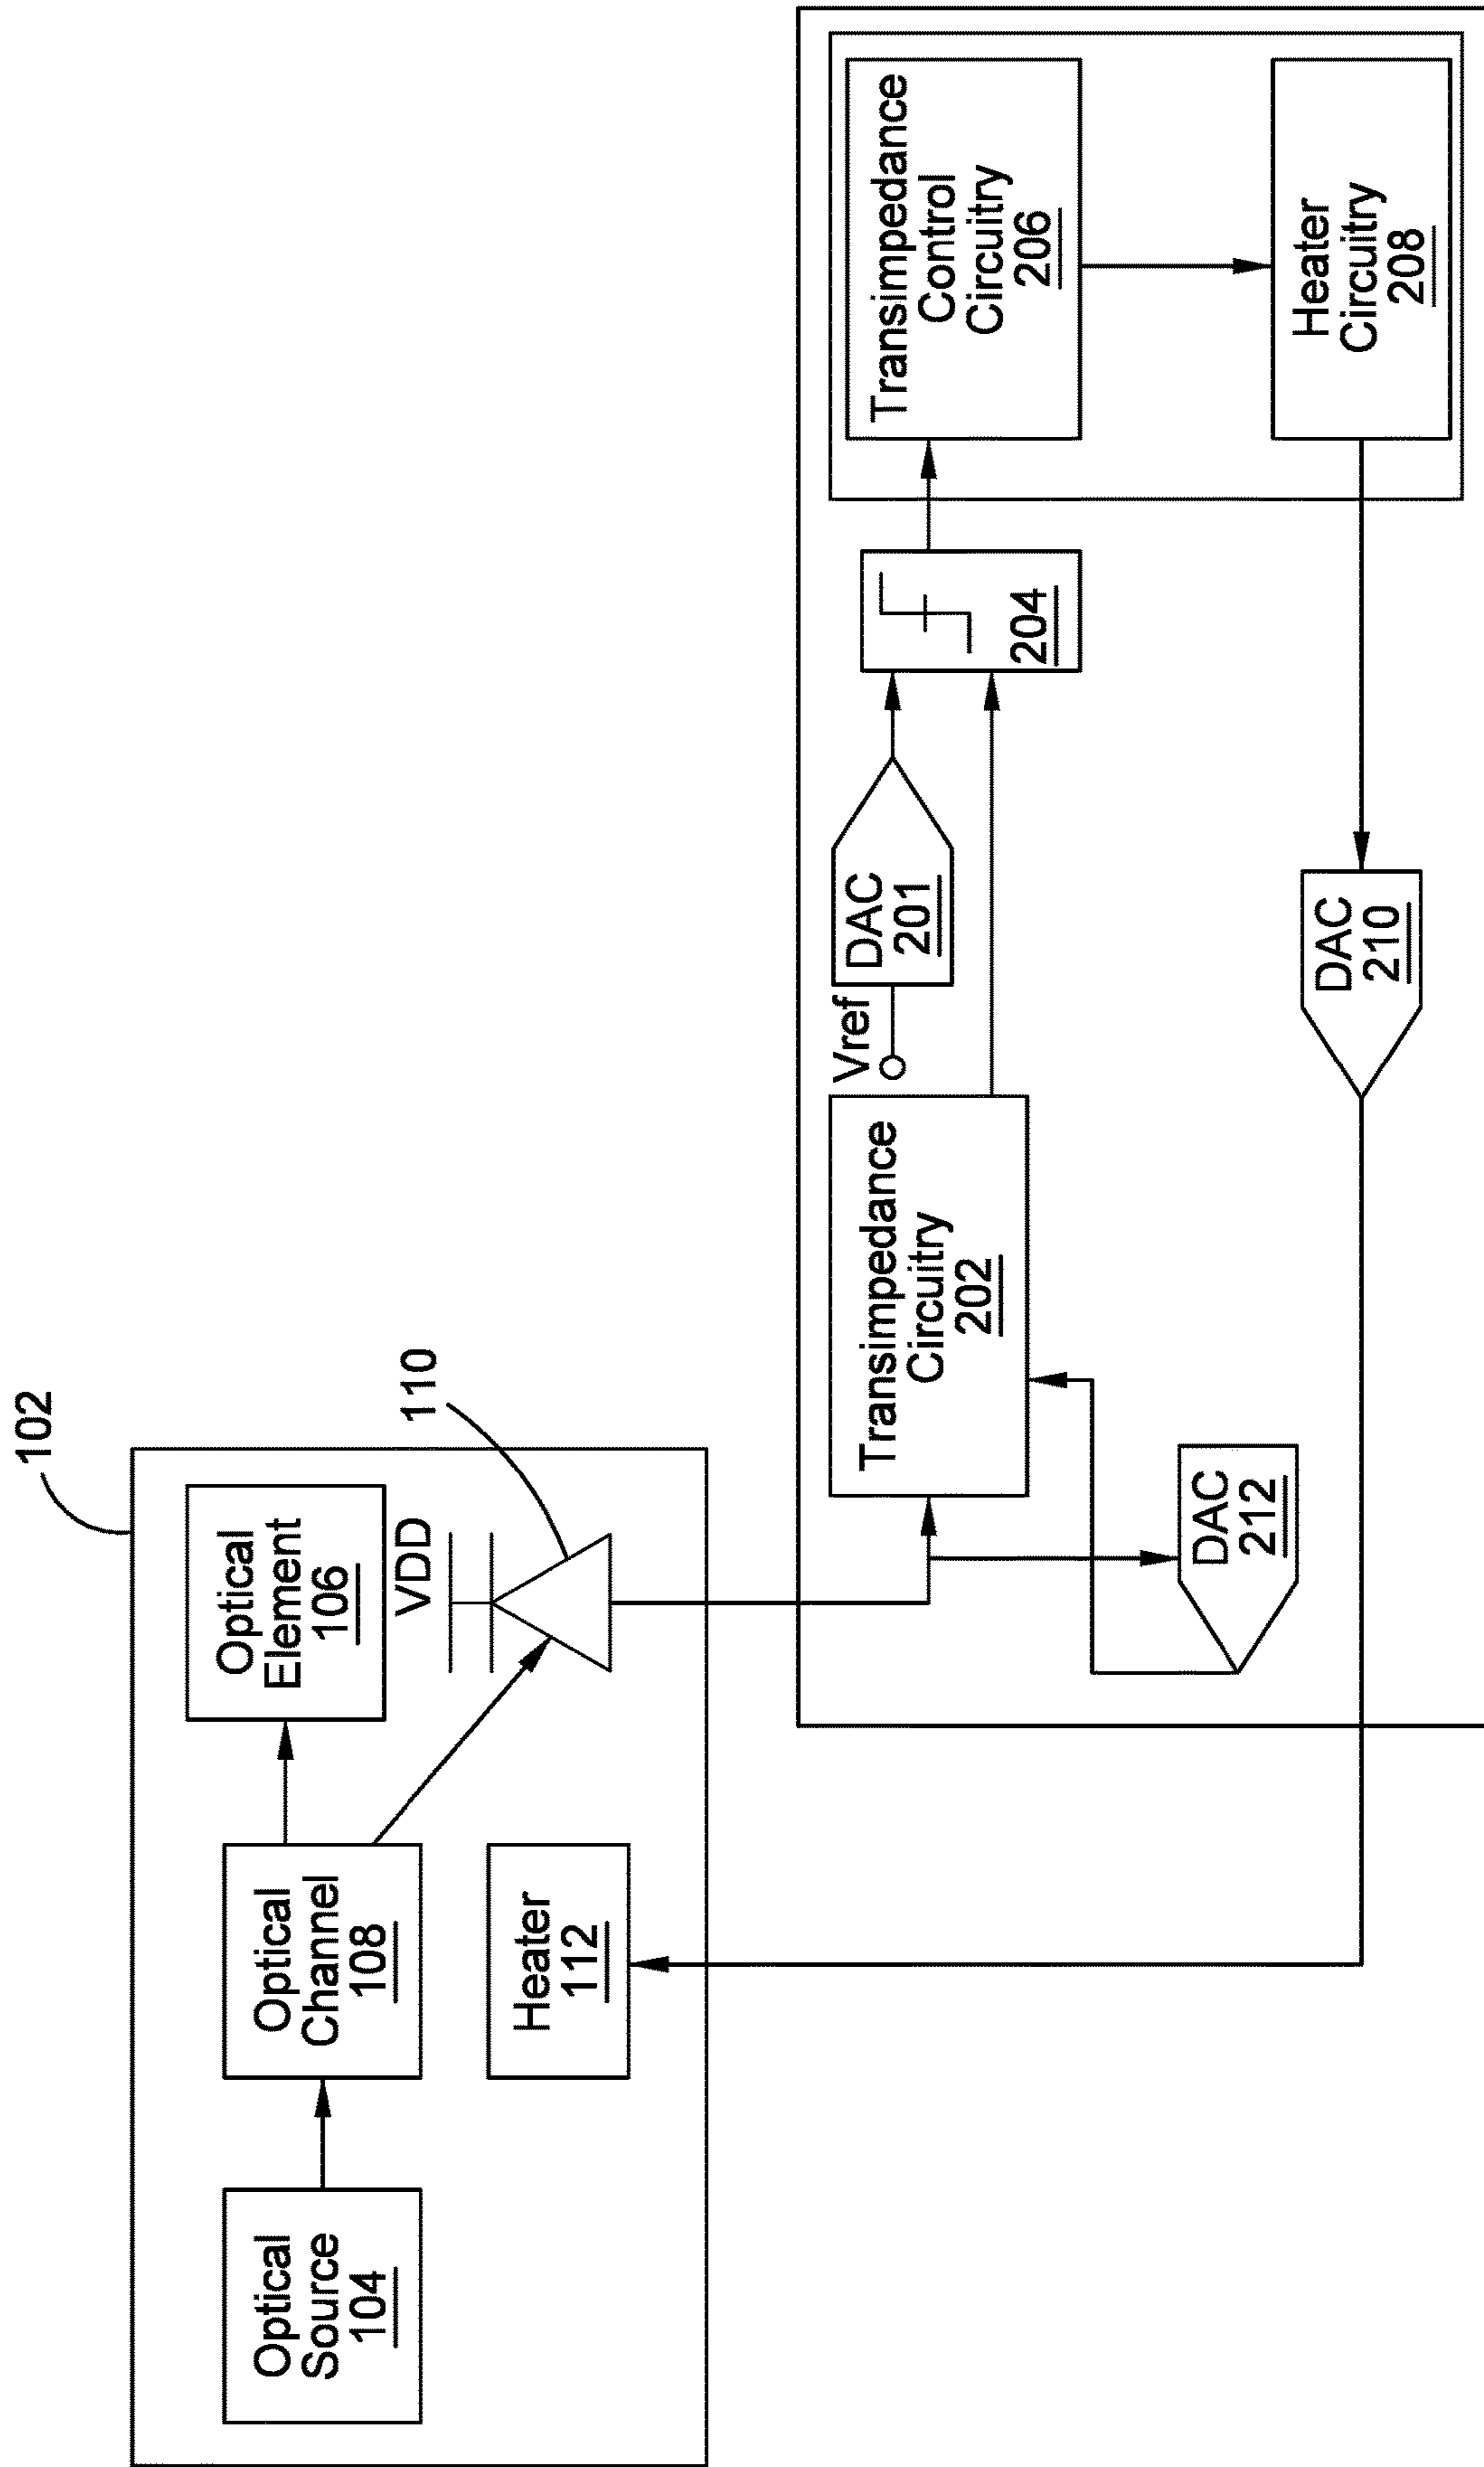 102
Optical
Source
104
Optical
Channel
108
Optical
Element
106
VDD
110
Heater
112
Transimpedance
Circuitry
202
Vref
DAC
201
204
Transimpedance
Control
Circuitry
206
Heater
Circuitry
208
DAC
210
DAC
212